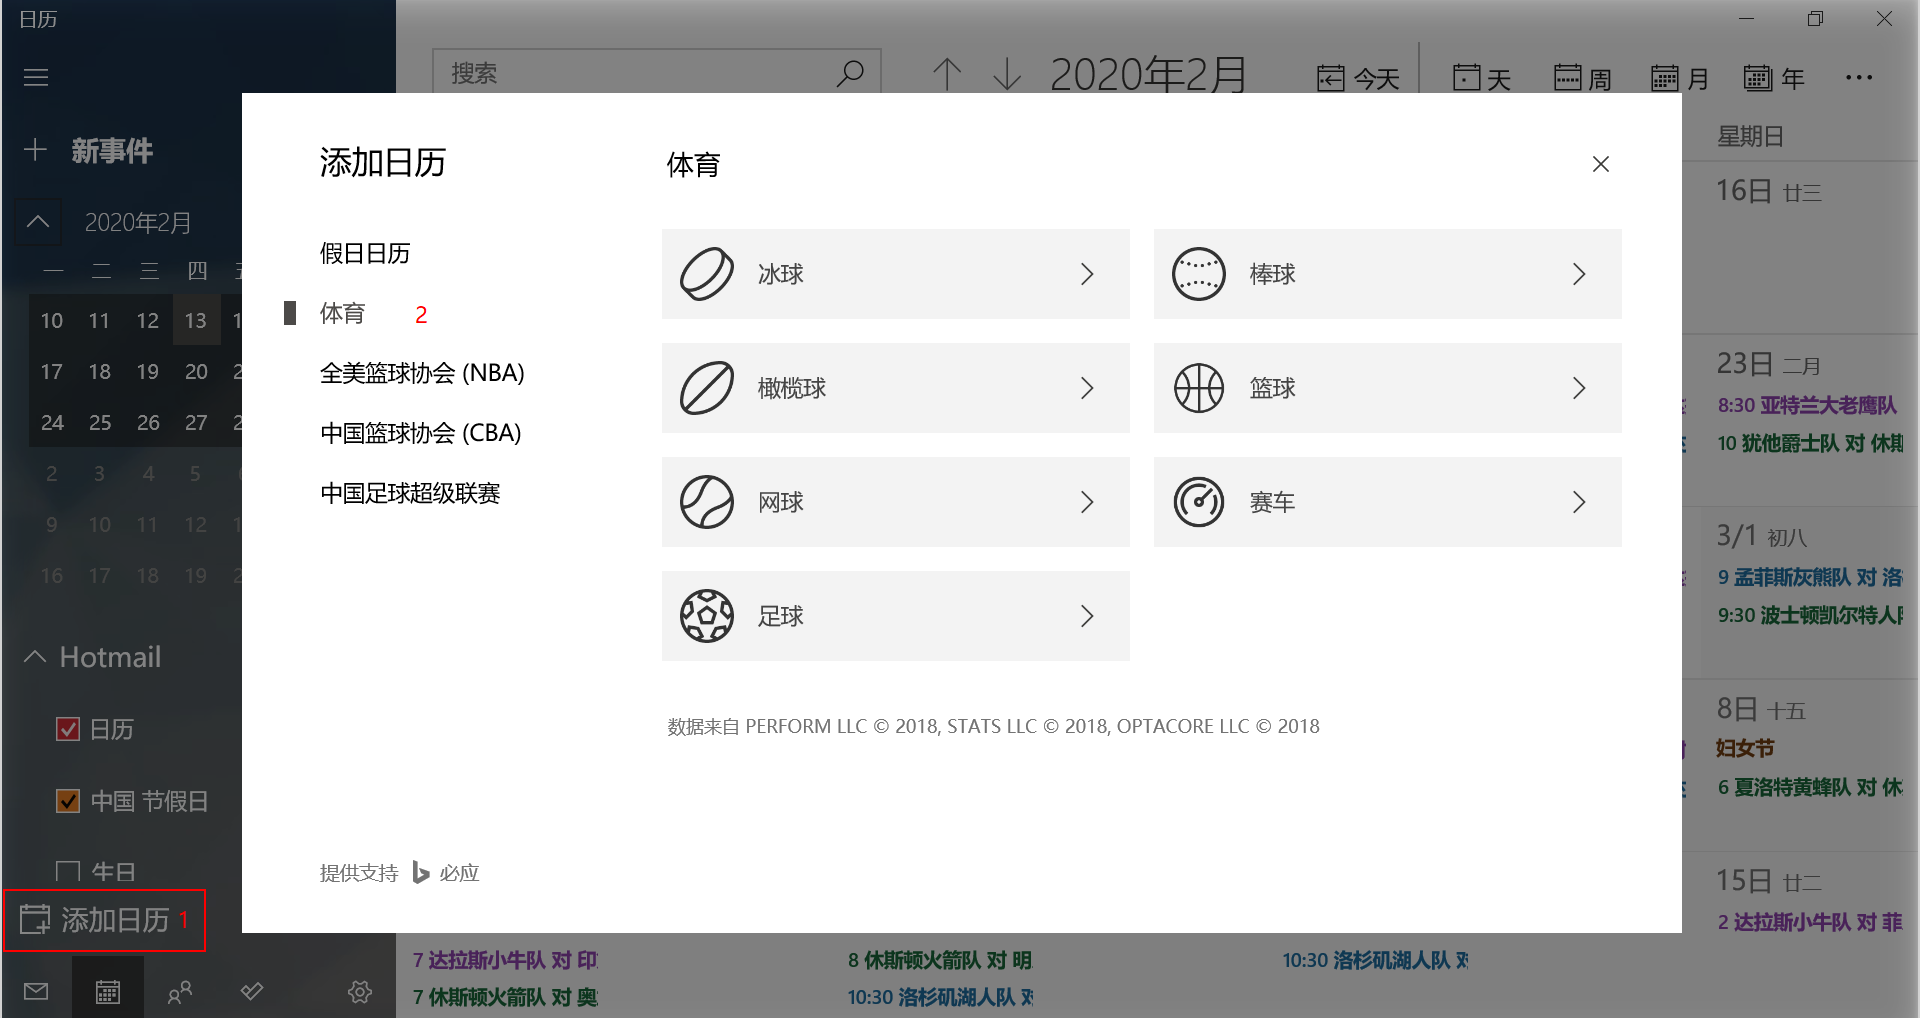 日历
搜索
2020年2月
今天
天
周
月
年
新事件
2020年2月
一 二 三 四
10 11 12 13
17 18 19 20
24 25 26 27
2 3 4 5
9 10 11 12
16 17 18 19
Hotmail
日历
中国 节假日
生日
添加日历 1
添加日历
假日日历
体育 2
全美篮球协会 (NBA)
中国篮球协会 (CBA)
中国足球超级联赛
提供支持 必应
体育
冰球
棒球
橄榄球
篮球
网球
赛车
足球
数据来自 PERFORM LLC © 2018, STATS LLC © 2018, OPTACORE LLC © 2018
星期日
16日 廿三
23日 二月
8:30 亚特兰大老鹰队
10 犹他爵士队 对 休斯
3/1 初八
9 孟菲斯灰熊队 对 洛
9:30 波士顿凯尔特人队
8日 十五
妇女节
6 夏洛特黄蜂队 对 休
15日 廿二
2 达拉斯小牛队 对 菲
7 达拉斯小牛队 对 印
7 休斯顿火箭队 对 奥
8 休斯顿火箭队 对 明
10:30 洛杉矶湖人队 对
10:30 洛杉矶湖人队 对